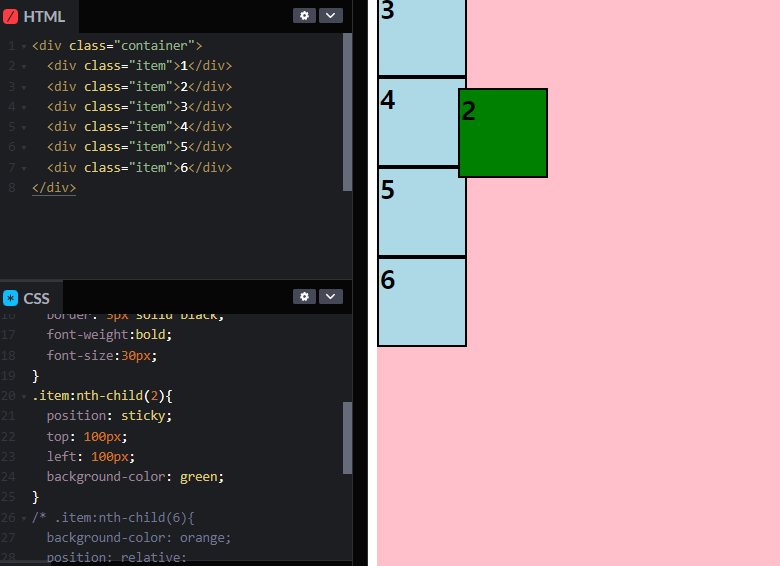 HTML
1 <div class="container">
2 <div class="item">1</div>
3 <div class="item">2</div>
4 <div class="item">3</div>
5 <div class="item">4</div>
6 <div class="item">5</div>
7 <div class="item">6</div>
8 </div>
CSS
16 border: 3px solid black;
17 font-weight:bold;
18 font-size:30px;
19 }
20 .item:nth-child(2){
21 position: sticky;
22 top: 100px;
23 left: 100px;
24 background-color: green;
25 }
26 /* .item:nth-child(6){
27 background-color: orange;
28 position: relative;
3
4
2
5
6